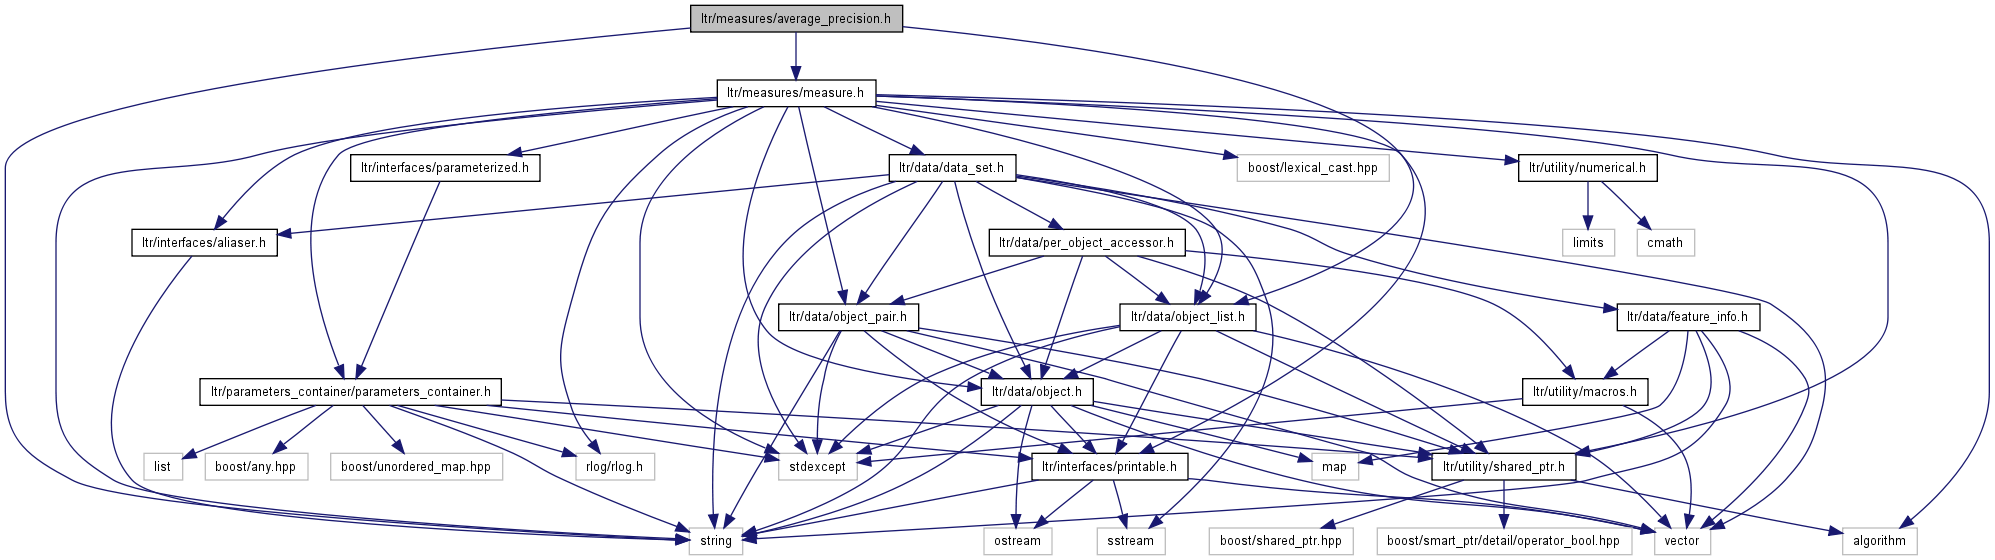 ltr/measures/average_precision.h
ltr/measures/measure.h
ltr/interfaces/parameterized.h
ltr/data/data_set.h
boost/lexical_cast.hpp
ltr/utility/numerical.h
ltr/interfaces/aliaser.h
ltr/data/per_object_accessor.h
limits
cmath
ltr/data/object_pair.h
ltr/data/object_list.h
ltr/data/feature_info.h
ltr/parameters_container/parameters_container.h
ltr/data/object.h
ltr/utility/macros.h
list
boost/any.hpp
boost/unordered_map.hpp
rlog/rlog.h
stdexcept
ltr/interfaces/printable.h
map
ltr/utility/shared_ptr.h
string
ostream
sstream
boost/shared_ptr.hpp
boost/smart_ptr/detail/operator_bool.hpp
vector
algorithm